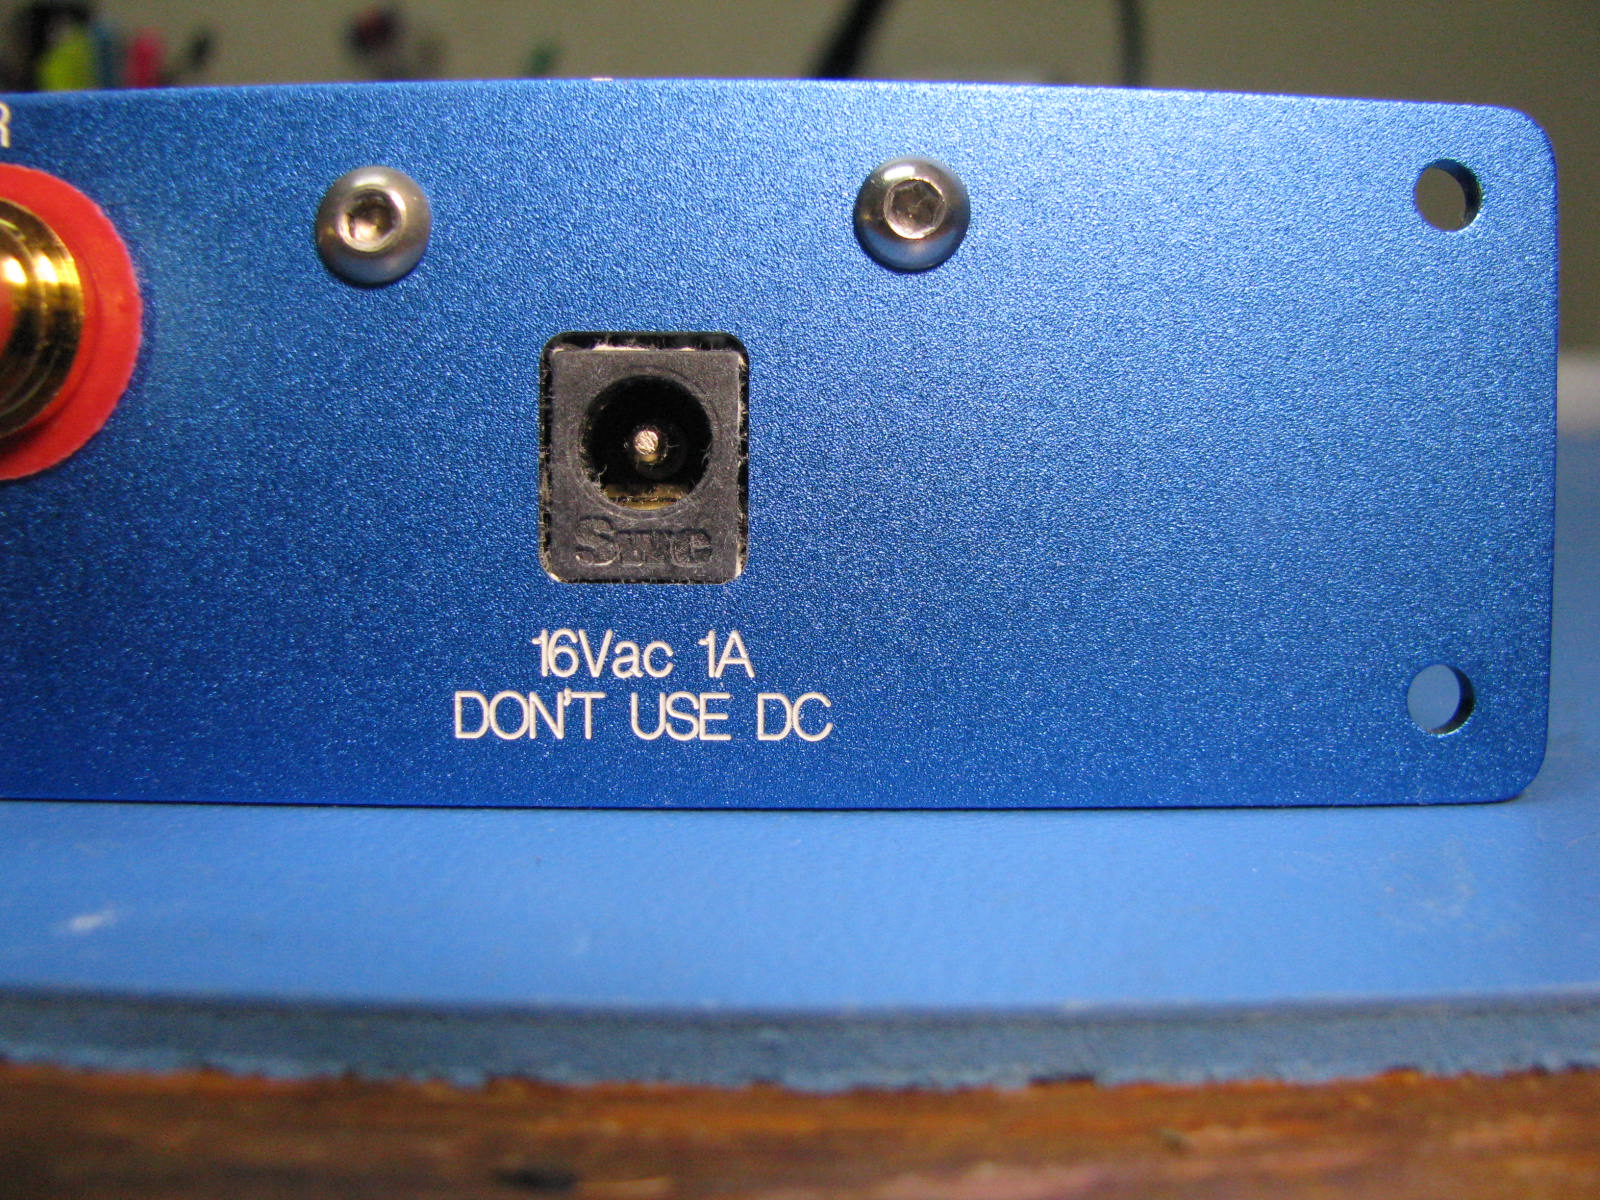 R
16Vac 1A
DON'T USE DC